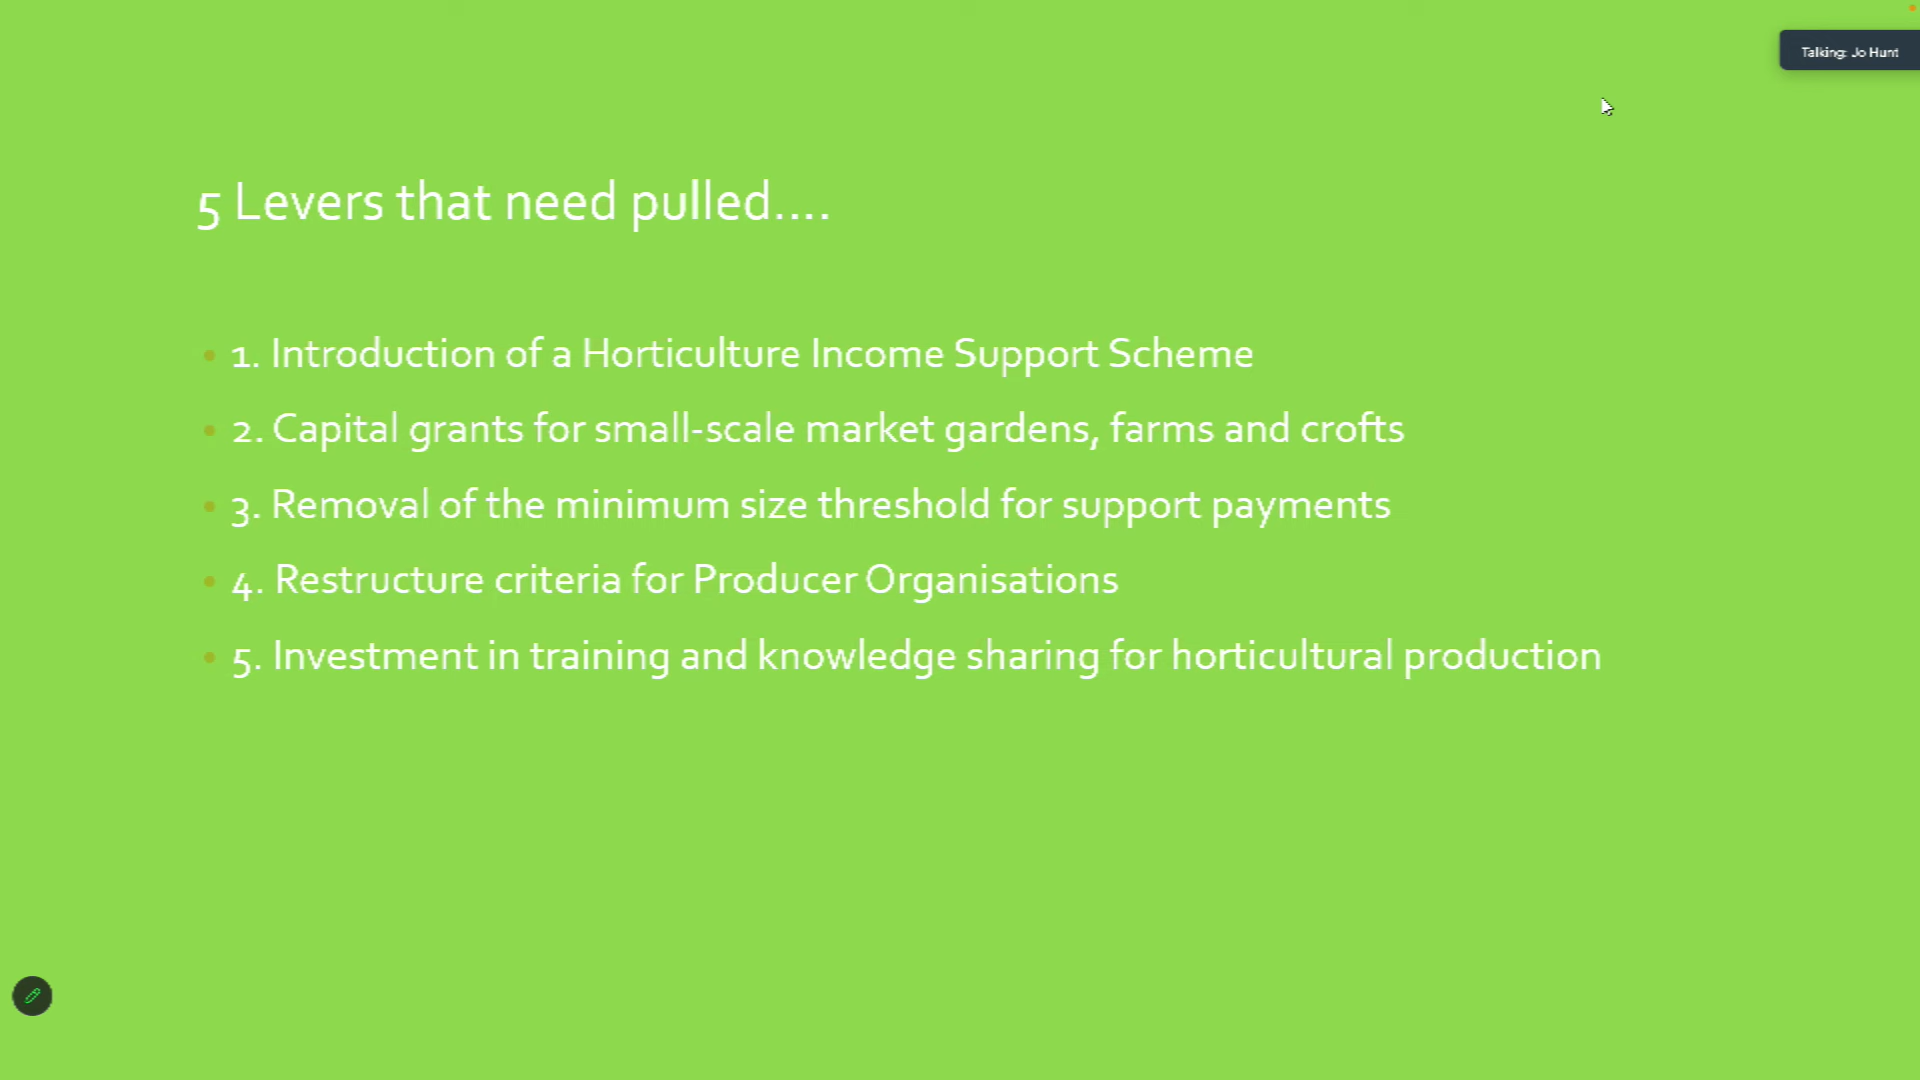 Talking: Jo Hunt
5 Levers that need pulled....
• 1. Introduction of a Horticulture Income Support Scheme
• 2. Capital grants for small-scale market gardens, farms and crofts
• 3. Removal of the minimum size threshold for support payments
• 4. Restructure criteria for Producer Organisations
• 5. Investment in training and knowledge sharing for horticultural production